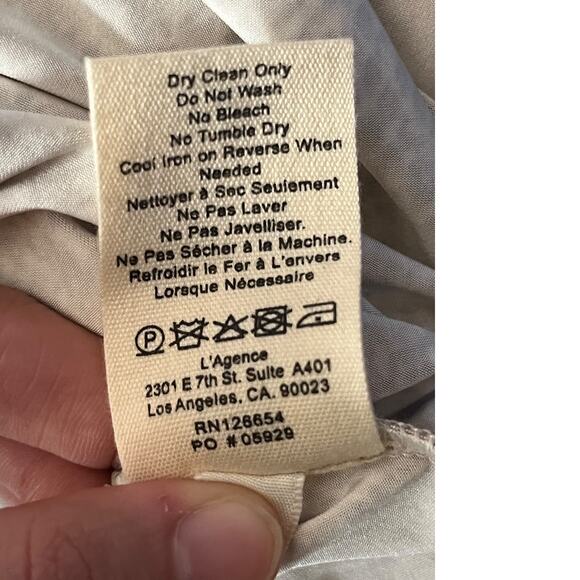 Dry Clean Only
Do Not Wash
No Bleach
No Tumble Dry
Cool Iron on Reverse When
Needed
Nettoyer à Sec Seulement
Ne Pas Laver
Ne Pas Javelliser.
Ne Pas Sécher à la Machine.
Refroidir le Fer à L'envers
Lorsque Nécessaire
P
L'Agence
2301 E 7th St. Suite A401
Los Angeles, CA. 90023
RN126654
PO # 05929